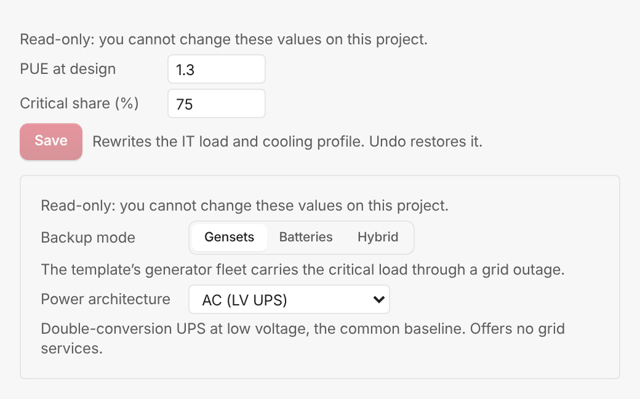 Read-only: you cannot change these values on this project.
PUE at design 1.3
Critical share (%) 75
Save Rewrites the IT load and cooling profile. Undo restores it.
Read-only: you cannot change these values on this project.
Backup mode Gensets Batteries Hybrid
The template’s generator fleet carries the critical load through a grid outage.
Power architecture AC (LV UPS)
Double-conversion UPS at low voltage, the common baseline. Offers no grid
services.